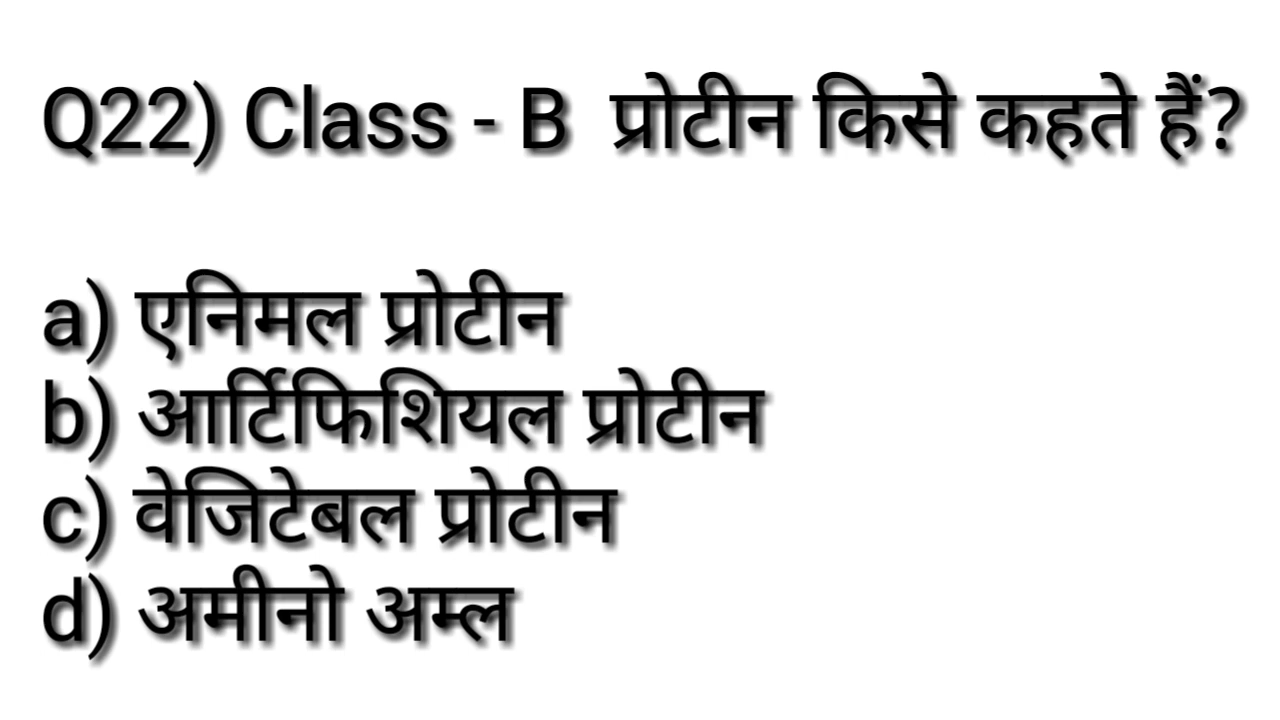 Q22) Class - B प्रोटीन किसे कहते हैं?
a) एनिमल प्रोटीन
b) आर्टिफिशियल प्रोटीन
c) वेजिटेबल प्रोटीन
d) अमीनो अम्ल